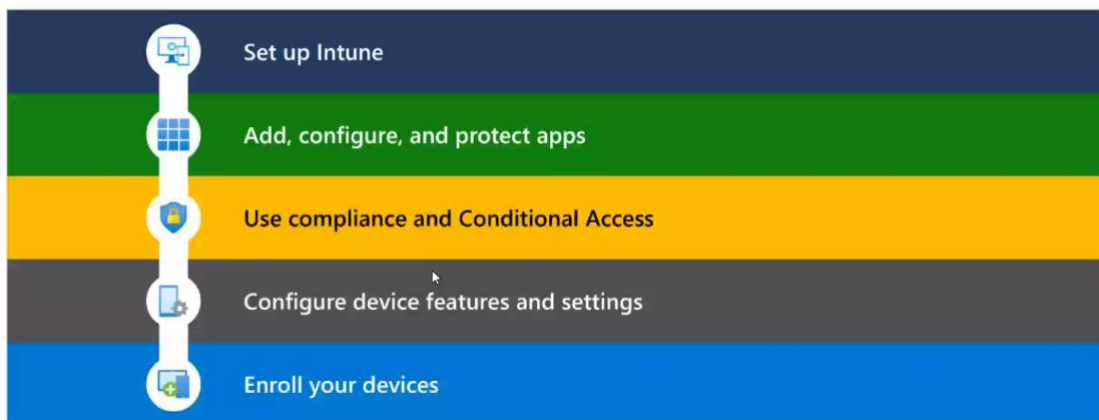 Set up Intune
Add, configure, and protect apps
Use compliance and Conditional Access
Configure device features and settings
Enroll your devices